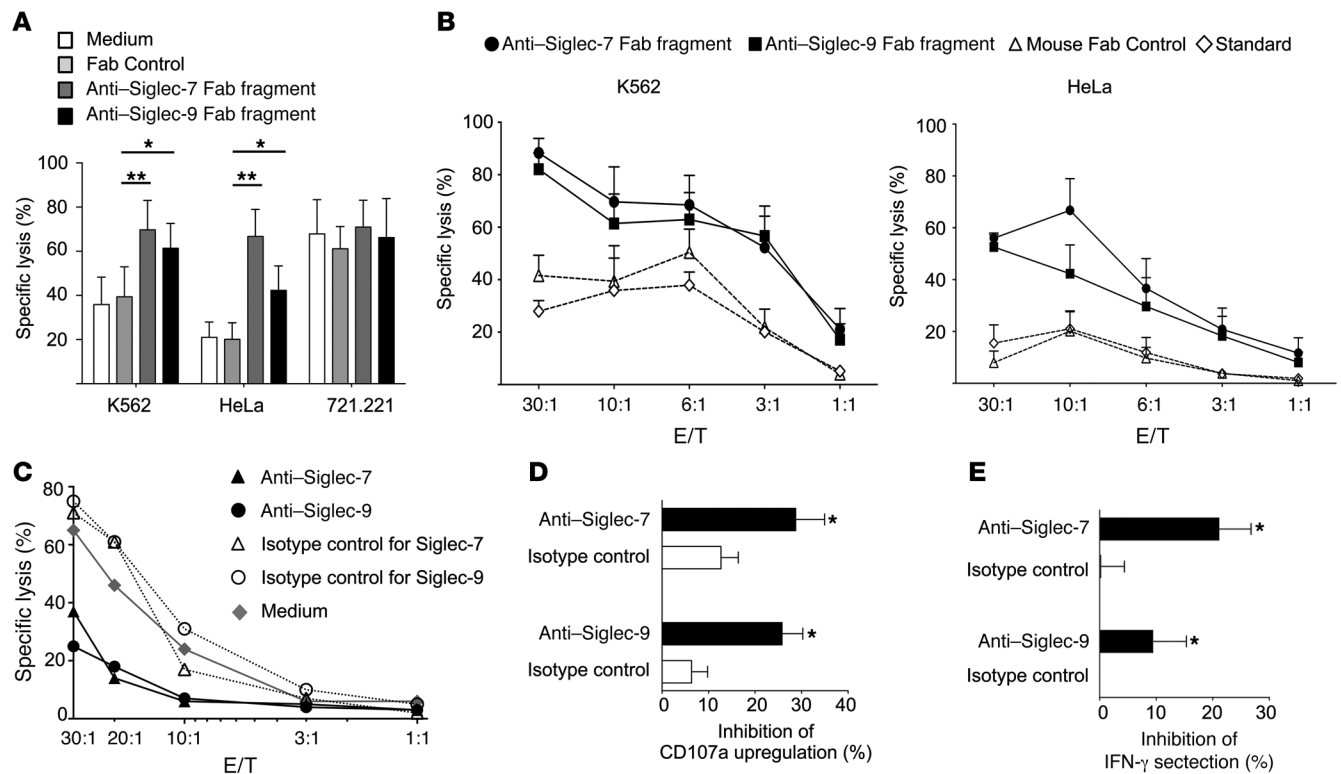 A
Medium
Fab Control
Anti–Siglec-7 Fab fragment
Anti–Siglec-9 Fab fragment
*
*
**
**
Specific lysis (%)
100
80
60
40
20
K562
HeLa
721.221
B
Anti–Siglec-7 Fab fragment
Anti–Siglec-9 Fab fragment
Mouse Fab Control
Standard
K562
Specific lysis (%)
100
80
60
40
20
30:1
10:1
6:1
3:1
1:1
E/T
HeLa
Specific lysis (%)
100
80
60
40
20
30:1
10:1
6:1
3:1
1:1
E/T
C
Anti–Siglec-7
Anti–Siglec-9
Isotype control for Siglec-7
Isotype control for Siglec-9
Medium
Specific lysis (%)
80
60
40
20
0
30:1
20:1
10:1
3:1
1:1
E/T
D
Anti–Siglec-7
*
Isotype control
Anti–Siglec-9
*
Isotype control
0
10
20
30
40
Inhibition of
CD107a upregulation (%)
E
Anti–Siglec-7
*
Isotype control
Anti–Siglec-9
*
Isotype control
0
10
20
30
Inhibition of
IFN-γ sectection (%)